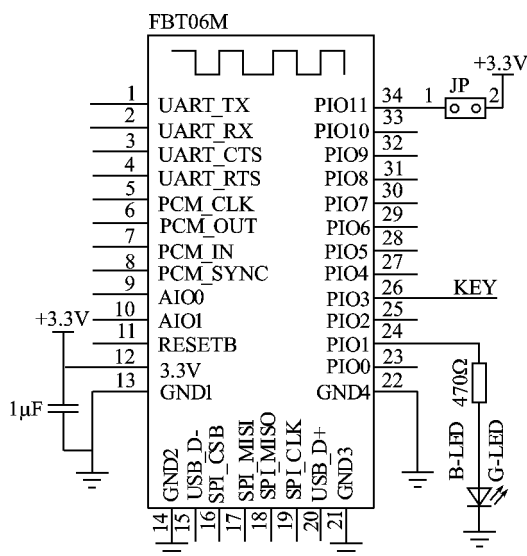 FBT06M
+3.3V
1 UART_TX PIO11 34 1 JP 2
2 UART_RX PIO10 33
3 UART_CTS PIO9 32
4 UART_RTS PIO8 31
5 PCM_CLK PIO7 30
6 PCM_OUT PIO6 29
7 PCM_IN PIO5 28
8 PCM_SYNC PIO4 27
9 AIO0 PIO3 26 KEY
10 AIO1 PIO2 25
11 RESETB PIO1 24
12 3.3V PIO0 23
13 GND1 GND4 22
+3.3V
1μF
470Ω
B-LED
G-LED
GND2
USB_D-
SPI_CSB
SPI_MISI
SPI_MISO
SPI_CLK
USB_D+
GND3
14 15 16 17 18 19 20 21